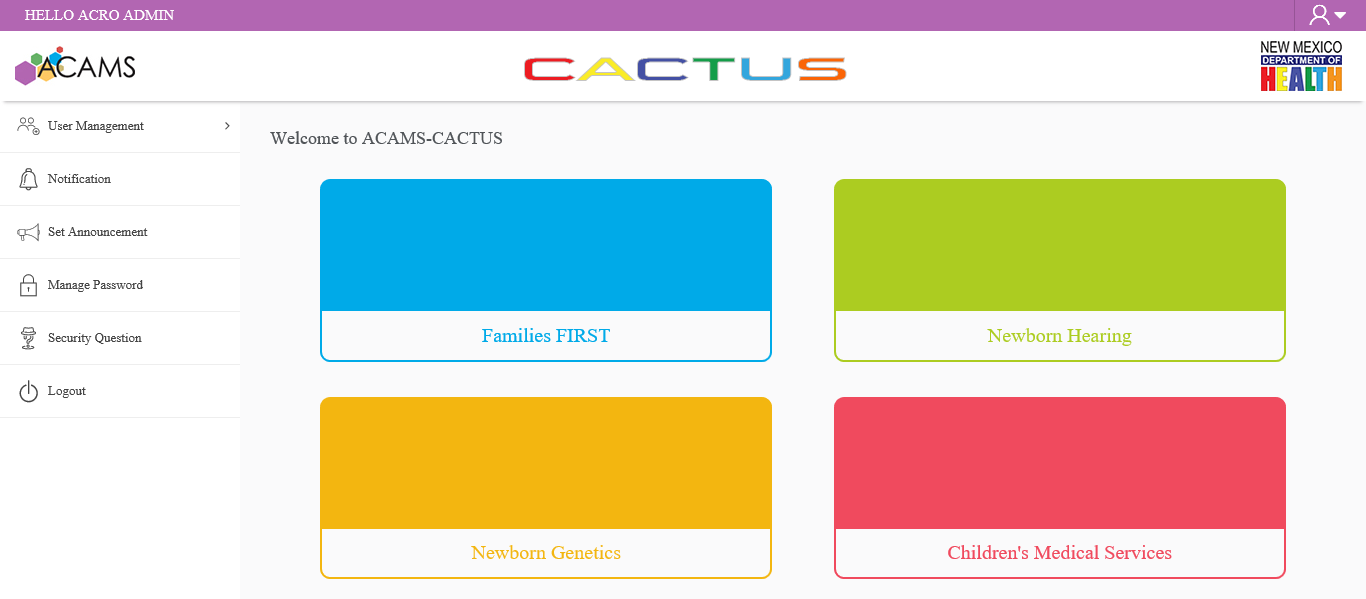 HELLO ACRO ADMIN
ACAMS
CACTUS
NEW MEXICO
DEPARTMENT OF
HEALTH
User Management
Notification
Set Announcement
Manage Password
Security Question
Logout
Welcome to ACAMS-CACTUS
Families FIRST
Newborn Hearing
Newborn Genetics
Children's Medical Services